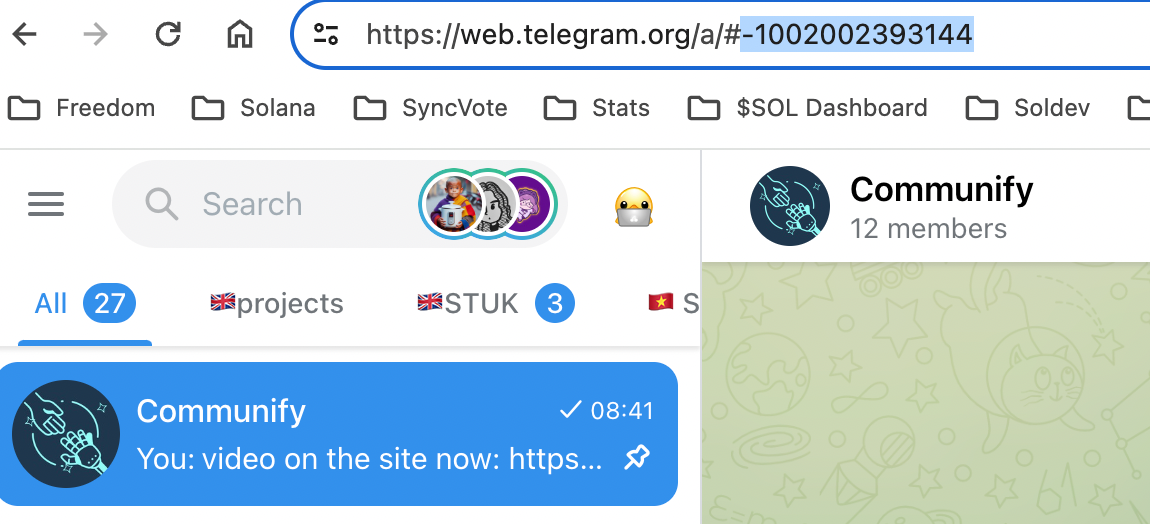 https://web.telegram.org/a/#-1002002393144
Freedom Solana SyncVote Stats $SOL Dashboard Soldev
Search
Communify
12 members
All 27 🇬🇧projects 🇬🇧STUK 3 🇻🇳 S
Communify 08:41
You: video on the site now: https...